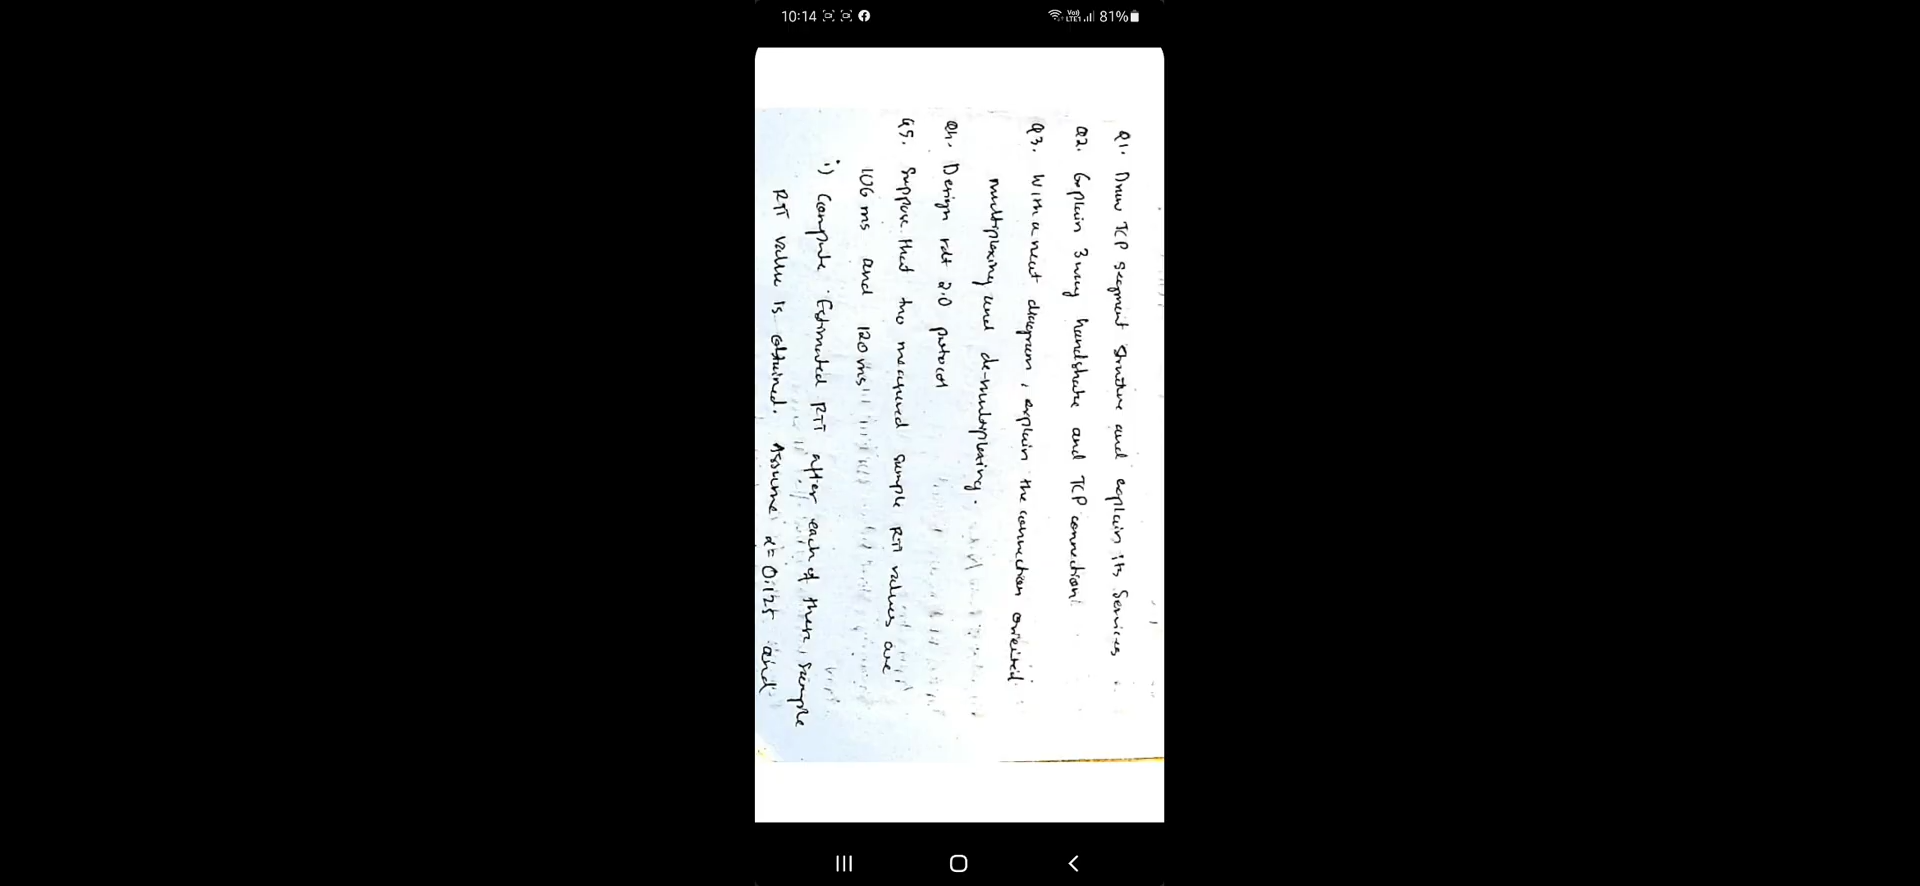 10:14
VoD LTE1 81%
Q1. Draw TCP segment structure and explain its Services
Q2. Explain 3 way handshake and TCP connection
Q3. With a neat diagram, explain the connection oriented
multiplexing and de-multiplexing.
Q4. Design rdt 2.0 protocol
Q5. Suppose that two measured sample RTT values are
106 ms and 120 ms
i) Compute Estimated RTT after each of these sample
RTT value is obtained. Assume α = 0.125 and